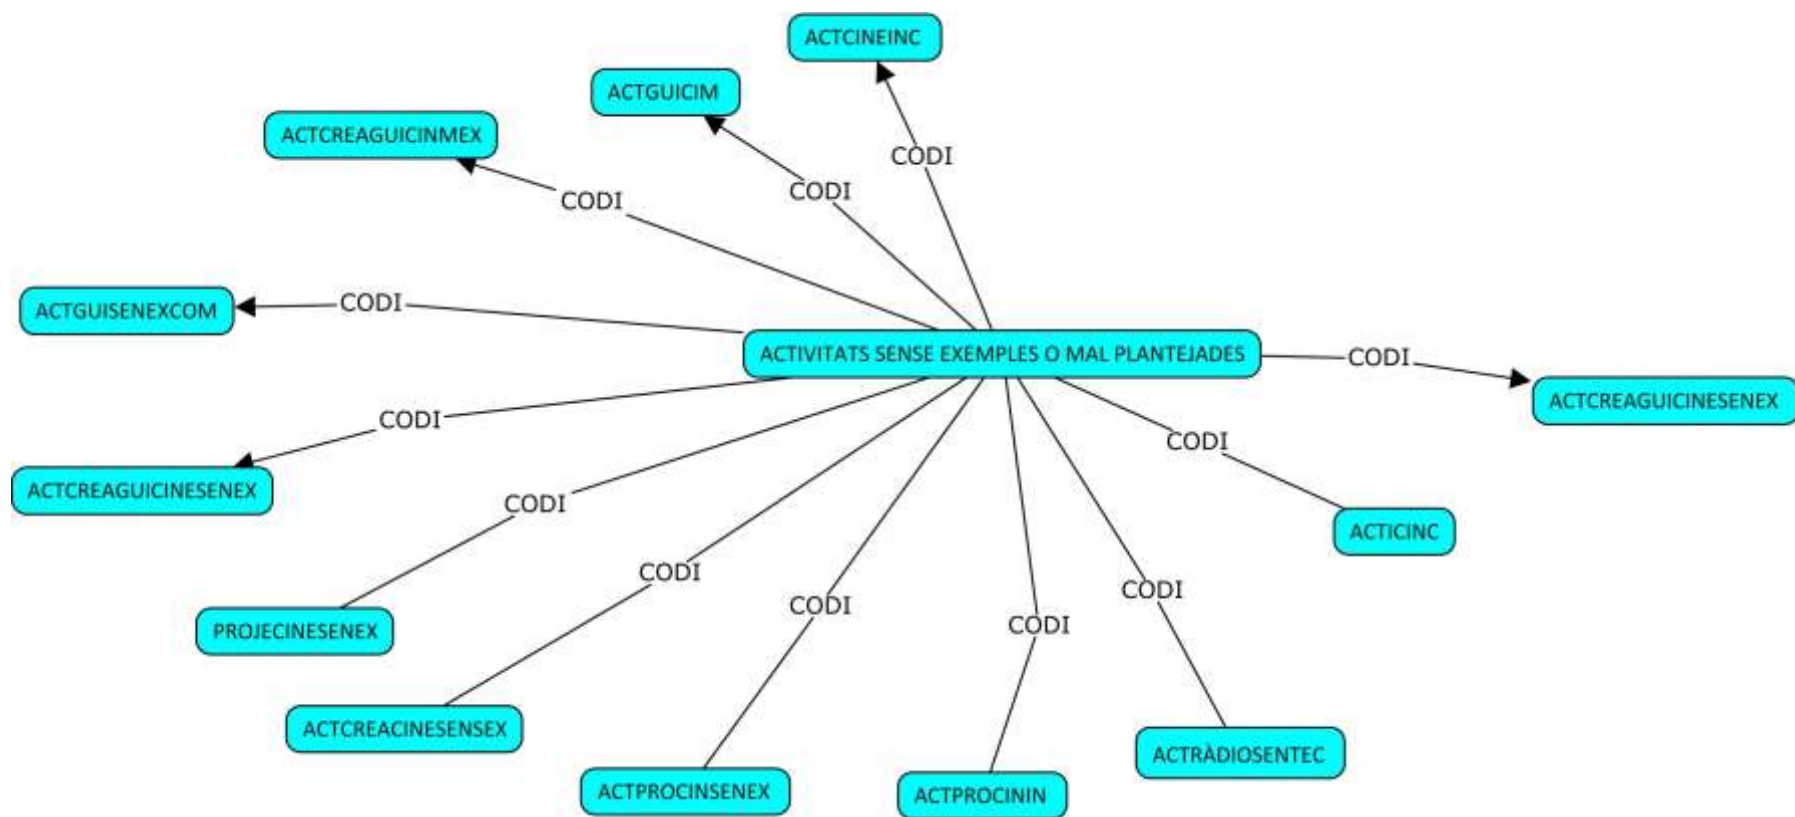 ACTCINEINC
ACTGUICIM
ACTCREAGUICINMEX
CODI
CODI
CODI
ACTGUISENEXCOM
CODI
ACTIVITATS SENSE EXEMPLES O MAL PLANTEJADES
CODI
ACTCREAGUICINESENEX
CODI
CODI
ACTCREAGUICINESENEX
CODI
ACTICINC
CODI
CODI
CODI
CODI
PROJECINESENEX
ACTCREACINESENSEX
ACTRÀDIOSENTEC
ACTPROCINSENEX
ACTPROCININ